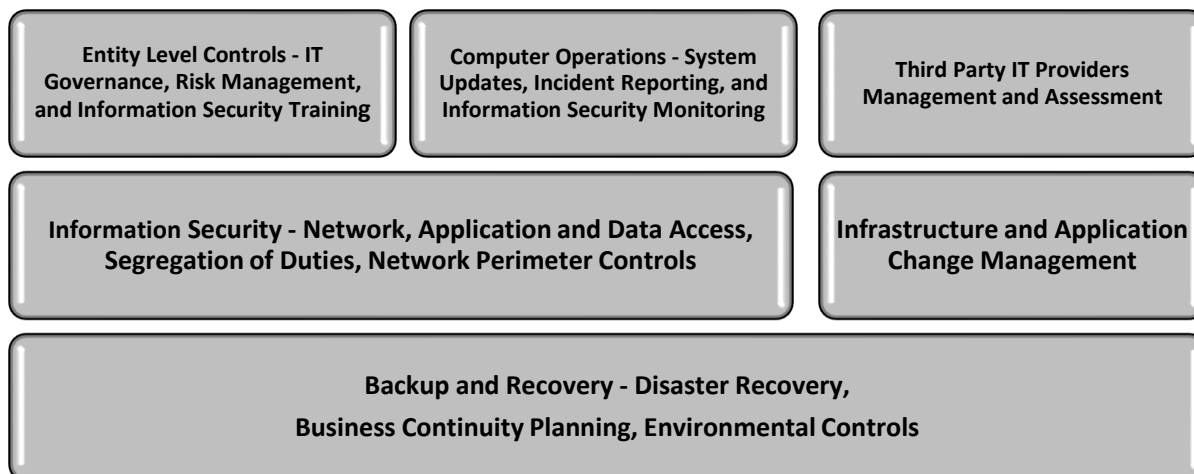 Entity Level Controls - IT
Governance, Risk Management,
and Information Security Training
Computer Operations - System
Updates, Incident Reporting, and
Information Security Monitoring
Third Party IT Providers
Management and Assessment
Information Security - Network, Application and Data Access,
Segregation of Duties, Network Perimeter Controls
Infrastructure and Application
Change Management
Backup and Recovery - Disaster Recovery,
Business Continuity Planning, Environmental Controls